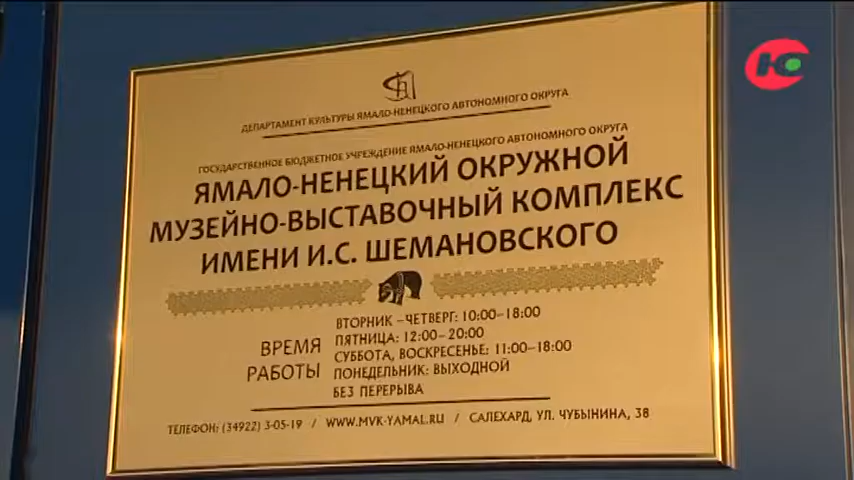 Ю
ДЕПАРТАМЕНТ КУЛЬТУРЫ ЯМАЛО-НЕНЕЦКОГО АВТОНОМНОГО ОКРУГА
ГОСУДАРСТВЕННОЕ БЮДЖЕТНОЕ УЧРЕЖДЕНИЕ ЯМАЛО-НЕНЕЦКОГО АВТОНОМНОГО ОКРУГА
ЯМАЛО-НЕНЕЦКИЙ ОКРУЖНОЙ
МУЗЕЙНО-ВЫСТАВОЧНЫЙ КОМПЛЕКС
ИМЕНИ И.С. ШЕМАНОВСКОГО
ВРЕМЯ
РАБОТЫ
ВТОРНИК –ЧЕТВЕРГ: 10:00–18:00
ПЯТНИЦА: 12:00–20:00
СУББОТА, ВОСКРЕСЕНЬЕ: 11:00–18:00
ПОНЕДЕЛЬНИК: ВЫХОДНОЙ
БЕЗ ПЕРЕРЫВА
ТЕЛЕФОН: (34922) 3-05-19 / WWW.MVK-YAMAL.RU / САЛЕХАРД, УЛ. ЧУБЫНИНА, 38